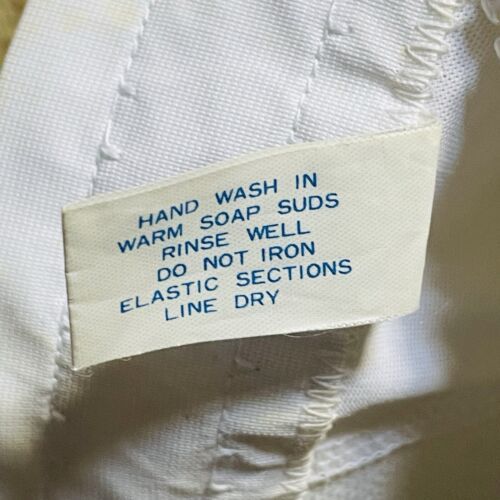 HAND WASH IN
WARM SOAP SUDS
RINSE WELL
DO NOT IRON
ELASTIC SECTIONS
LINE DRY